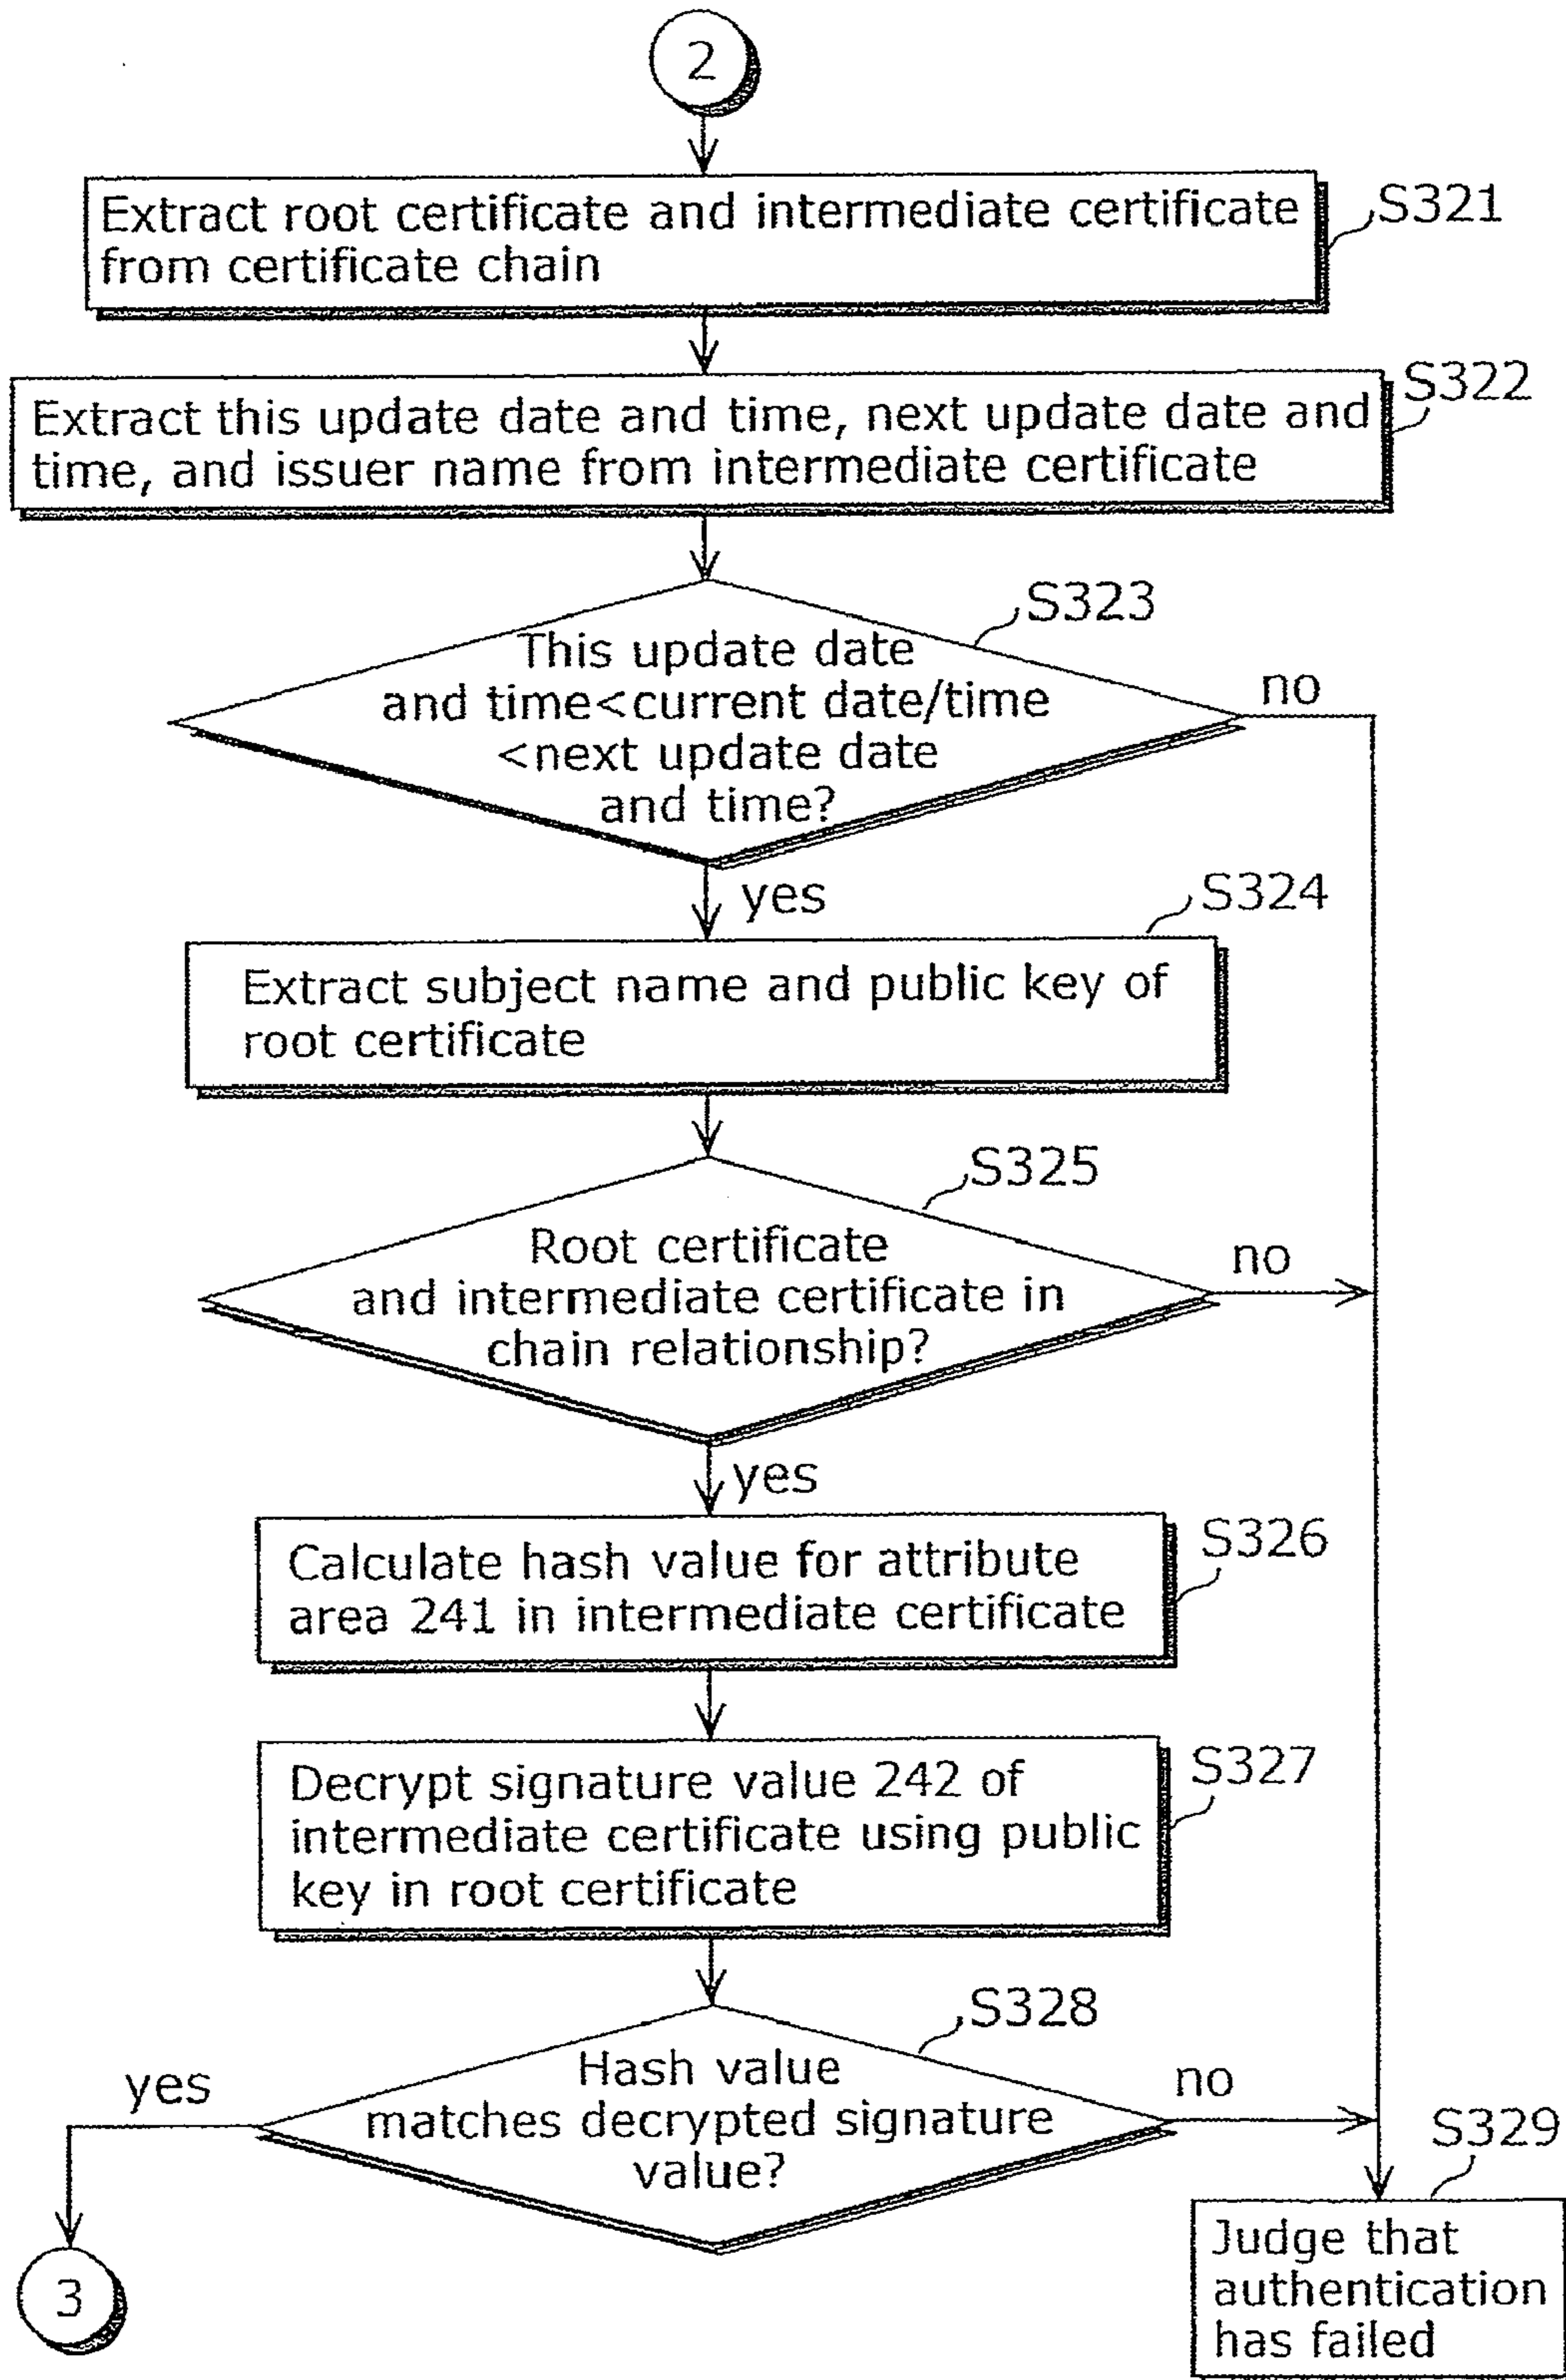 2
Extract root certificate and intermediate certificate
from certificate chain
S321
Extract this update date and time, next update date and
time, and issuer name from intermediate certificate
S322
This update date
and time<current date/time
<next update date
and time?
S323
no
yes
Extract subject name and public key of
root certificate
S324
Root certificate
and intermediate certificate in
chain relationship?
S325
no
yes
Calculate hash value for attribute
area 241 in intermediate certificate
S326
Decrypt signature value 242 of
intermediate certificate using public
key in root certificate
S327
Hash value
matches decrypted signature
value?
S328
yes
no
3
S329
Judge that
authentication
has failed